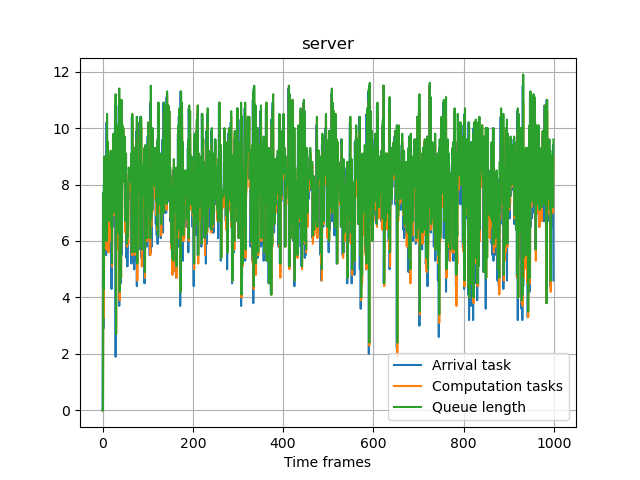 server
12
10
8
6
4
2
0
Arrival task
Computation tasks
Queue length
0 200 400 600 800 1000
Time frames